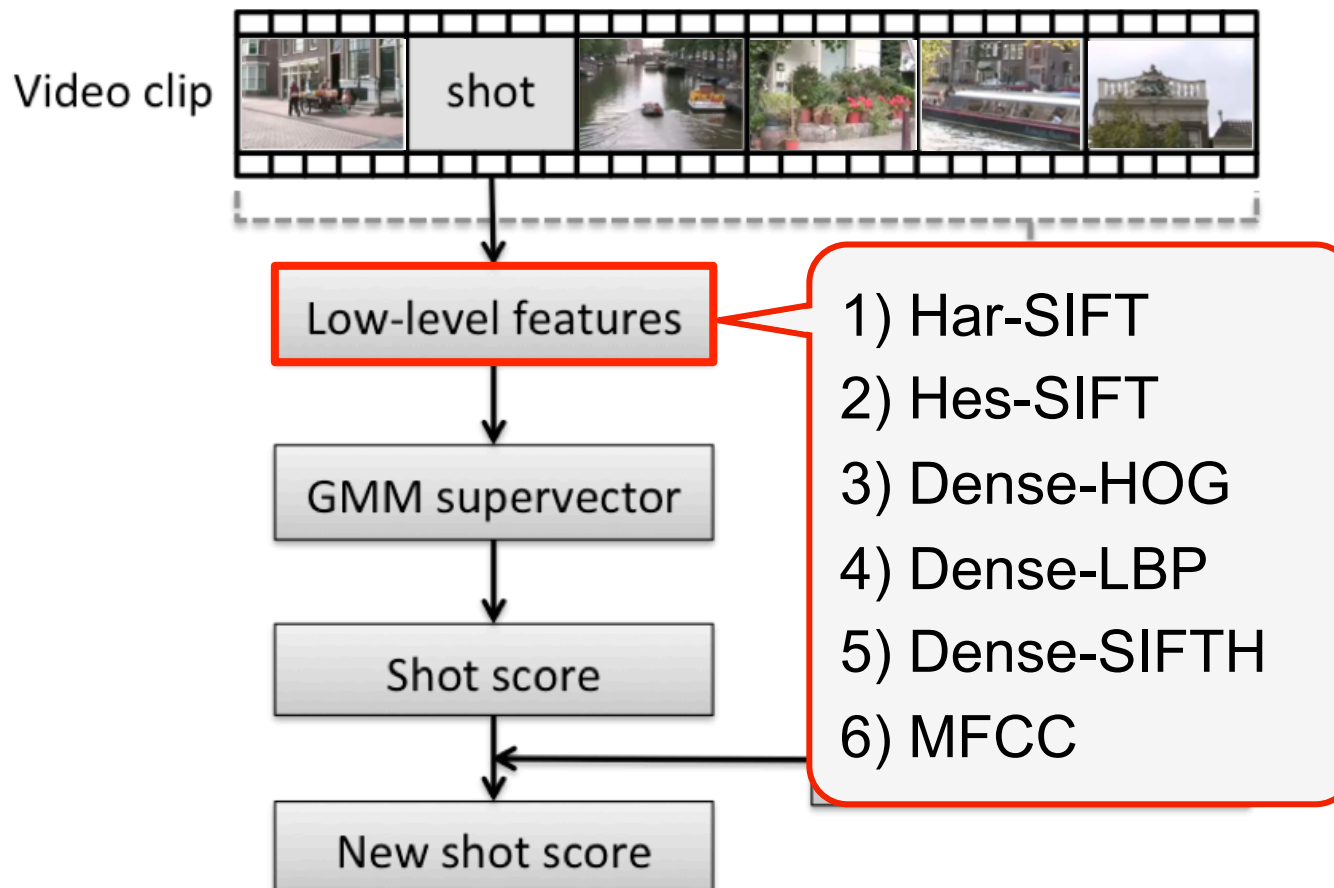 Video clip
shot
Low-level features
GMM supervector
Shot score
New shot score
1) Har-SIFT
2) Hes-SIFT
3) Dense-HOG
4) Dense-LBP
5) Dense-SIFTH
6) MFCC